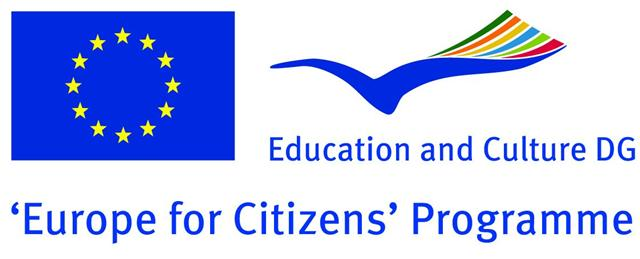 Education and Culture DG
‘Europe for Citizens’ Programme